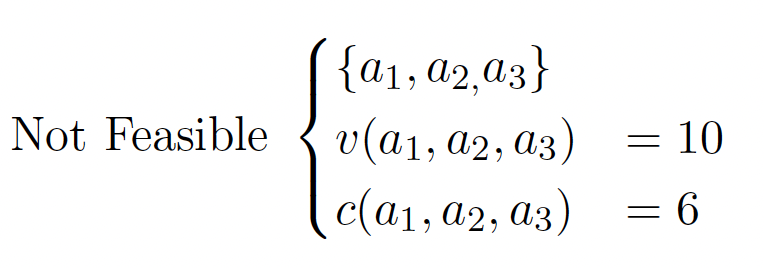 {a1, a2,a3}
Not Feasible { v(a1, a2, a3) = 10
c(a1, a2, a3) = 6